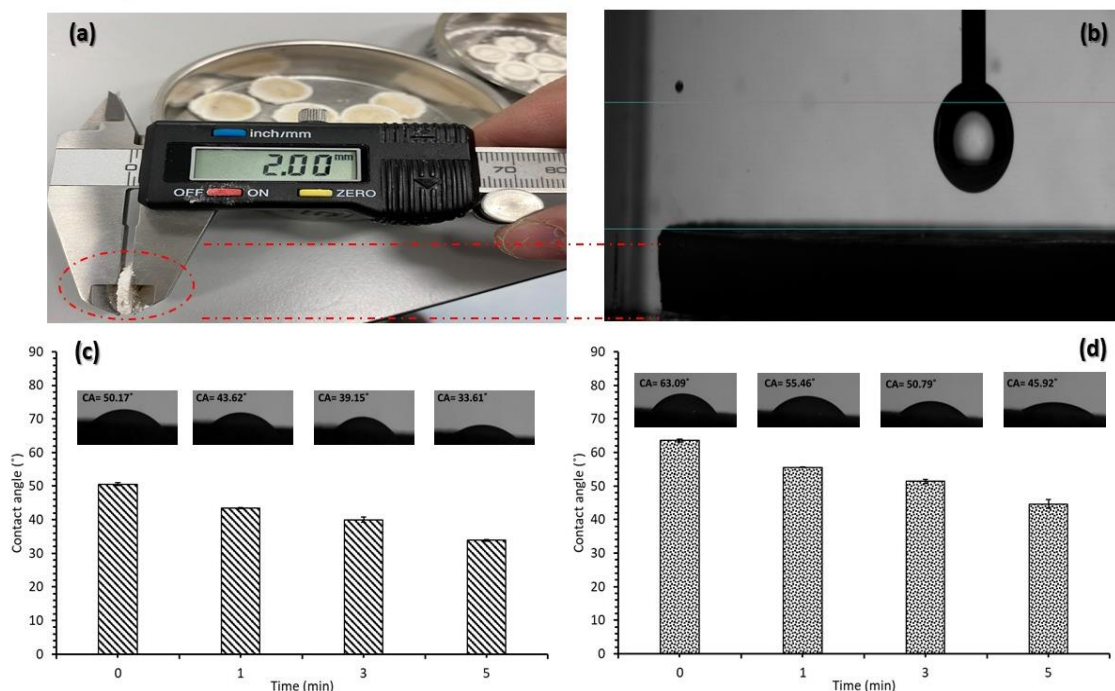 (a)
inch/mm
2.00 mm
OFF ON ZERO
0
70 80
(b)
(c)
CA= 50.17˚ CA= 43.62˚ CA= 39.15˚ CA= 33.61˚
90
80
70
60
50
40
30
20
10
0
Contact angle (˚)
0 1 3 5
Time (min)
(d)
CA= 63.09˚ CA= 55.46˚ CA= 50.79˚ CA= 45.92˚
90
80
70
60
50
40
30
20
10
0
Contact angle (˚)
0 1 3 5
Time (min)